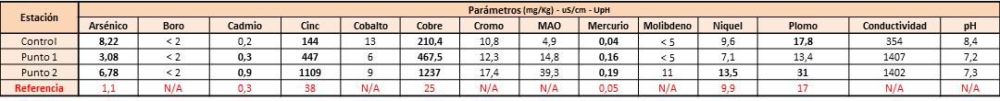 Estación Parámetros (mg/Kg) - uS/cm - UpH
Arsénico Boro Cadmio Cinc Cobalto Cobre Cromo MAO Mercurio Molibdeno Niquel Plomo Conductividad pH
Control 8,22 < 2 0,2 144 13 210,4 10,8 4,9 0,04 < 5 9,6 17,8 354 8,4
Punto 1 3,08 < 2 0,3 447 6 467,5 12,3 14,8 0,16 < 5 7,1 13,4 1407 7,2
Punto 2 6,78 < 2 0,9 1109 9 1237 17,4 39,3 0,19 11 13,5 31 1402 7,3
Referencia 1,1 N/A 0,3 38 N/A 25 N/A N/A 0,05 N/A 9,9 17 N/A N/A